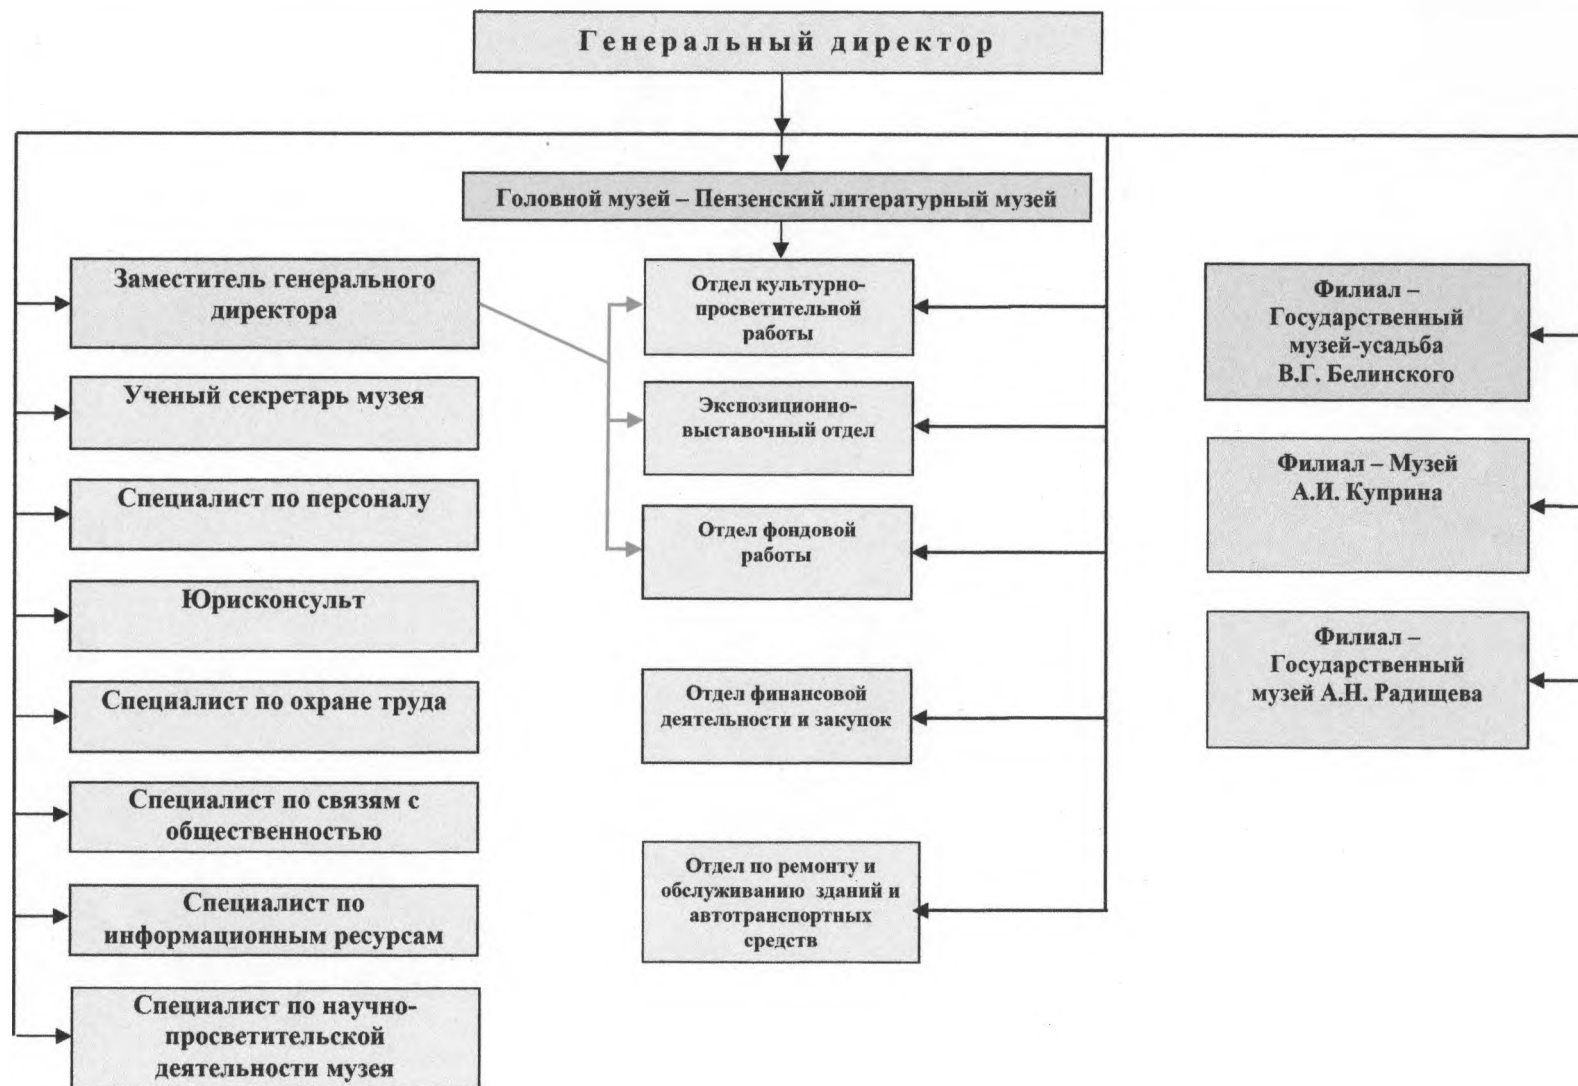 Генеральный директор
Головной музей – Пензенский литературный музей
Заместитель генерального
директора
Ученый секретарь музея
Специалист по персоналу
Юрисконсульт
Специалист по охране труда
Специалист по связям с
общественностью
Специалист по
информационным ресурсам
Специалист по научно-
просветительской
деятельности музея
Отдел культурно-
просветительной
работы
Экспозиционно-
выставочный отдел
Отдел фондовой
работы
Отдел финансовой
деятельности и закупок
Отдел по ремонту и
обслуживанию зданий и
автотранспортных
средств
Филиал –
Государственный
музей-усадьба
В.Г. Белинского
Филиал – Музей
А.И. Куприна
Филиал –
Государственный
музей А.Н. Радищева